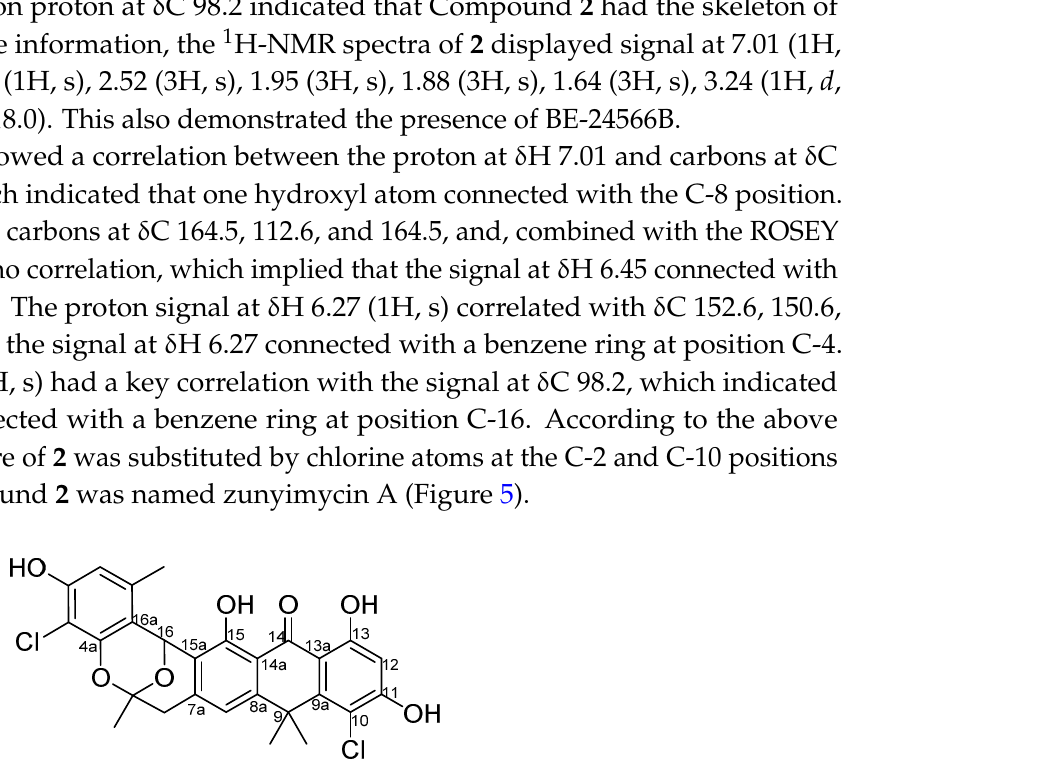 on proton at δC 98.2 indicated that Compound 2 had the skeleton of
e information, the 1H-NMR spectra of 2 displayed signal at 7.01 (1H,
(1H, s), 2.52 (3H, s), 1.95 (3H, s), 1.88 (3H, s), 1.64 (3H, s), 3.24 (1H, d,
8.0). This also demonstrated the presence of BE-24566B.
owed a correlation between the proton at δH 7.01 and carbons at δC
ch indicated that one hydroxyl atom connected with the C-8 position.
carbons at δC 164.5, 112.6, and 164.5, and, combined with the ROSEY
no correlation, which implied that the signal at δH 6.45 connected with
The proton signal at δH 6.27 (1H, s) correlated with δC 152.6, 150.6,
the signal at δH 6.27 connected with a benzene ring at position C-4.
H, s) had a key correlation with the signal at δC 98.2, which indicated
ected with a benzene ring at position C-16. According to the above
re of 2 was substituted by chlorine atoms at the C-2 and C-10 positions
und 2 was named zunyimycin A (Figure 5).
HO
OH O OH
16a 16 15 14 13
Cl 4a 15a 14a 13a 12
O O 11
7a 8a 9 9a 10 OH
Cl